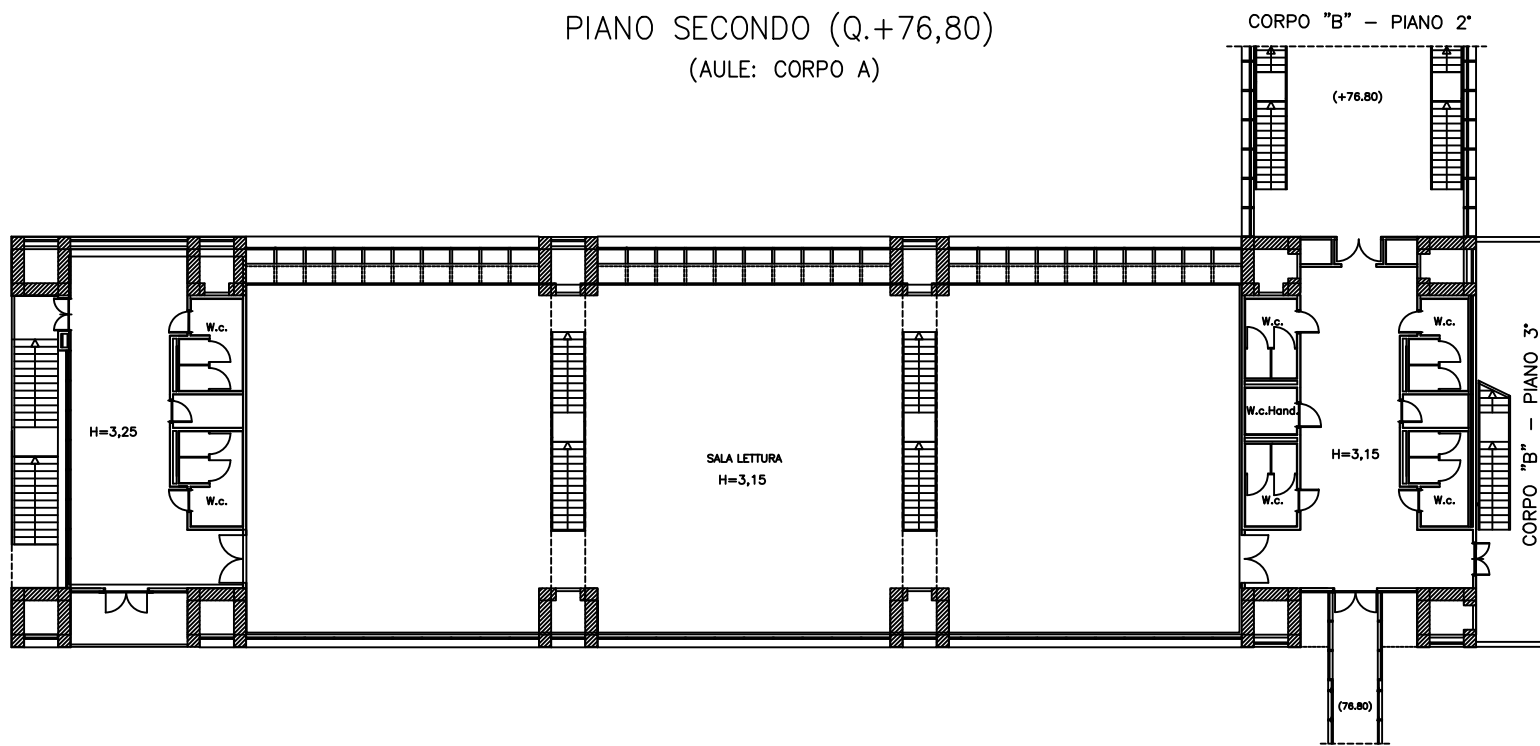 PIANO SECONDO (Q.+76,80)
(AULE: CORPO A)
CORPO "B" – PIANO 2°
(+76.80)
W.c.
W.c.
W.c.
W.c.Hand.
H=3,25
SALA LETTURA
H=3,15
H=3,15
W.c.
W.c.
W.c.
CORPO "B" – PIANO 3°
(76.80)